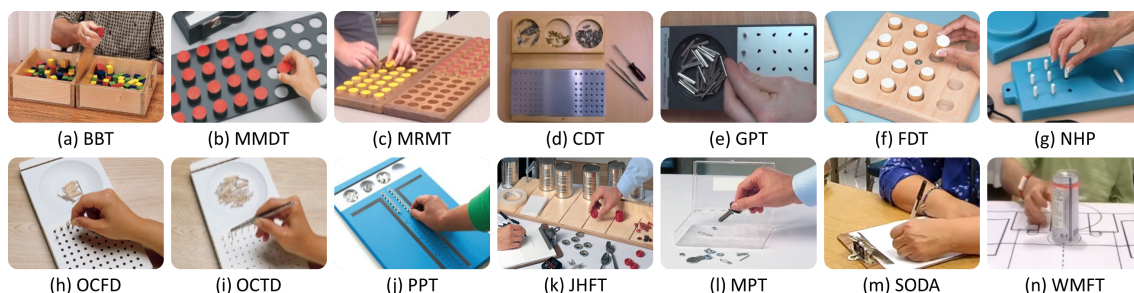 (a) BBT
(b) MMDT
(c) MRMT
(d) CDT
(e) GPT
(f) FDT
(g) NHP
(h) OCFD
(i) OCTD
(j) PPT
(k) JHFT
(l) MPT
(m) SODA
(n) WMFT